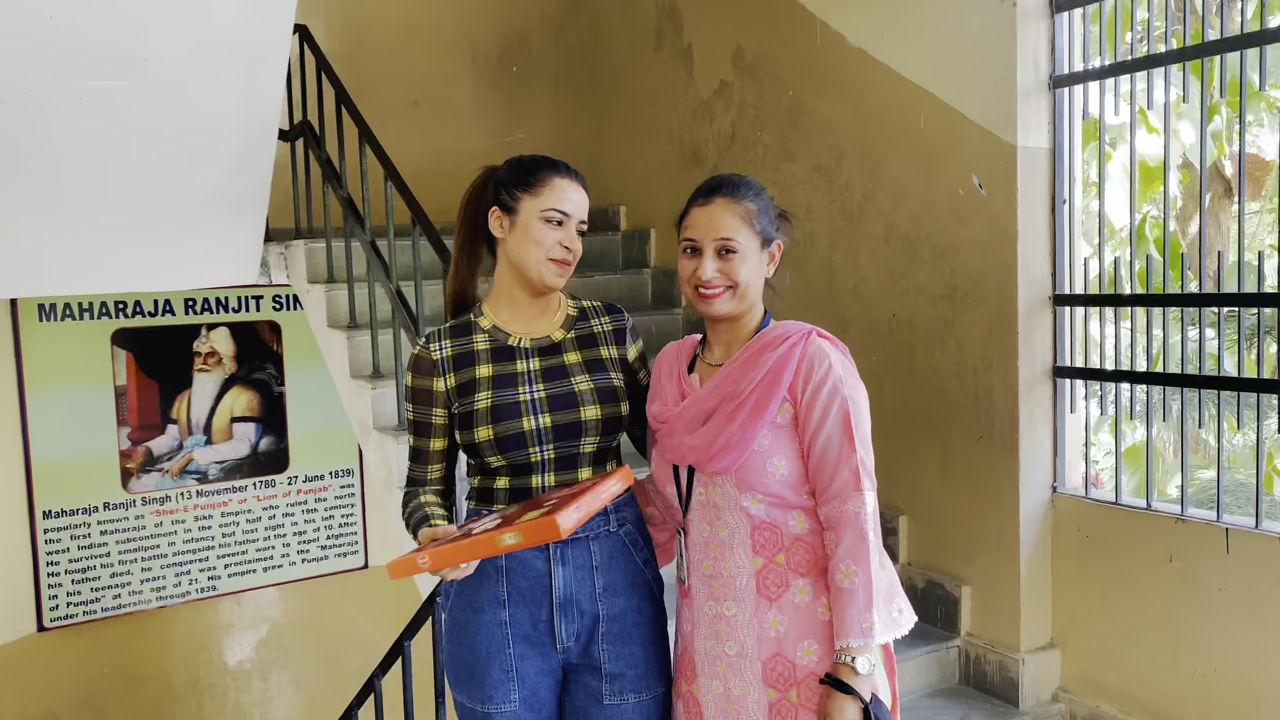 MAHARAJA RANJIT SIN
Maharaja Ranjit Singh (13 November 1780 - 27 June 1839)
popularly known as "Sher-E-Punjab" or "Lion of Punjab", was
the first Maharaja of the Sikh Empire, who ruled the north
west Indian subcontinent in the early half of the 19th century.
He survived smallpox in infancy but lost sight in his left eye.
He fought his first battle alongside his father at the age of 10. After
his father died, he conquered several wars to expel Afghans
in his teenage years and was proclaimed as the "Maharaja
of Punjab" at the age of 21. His empire grew in Punjab region
under his leadership through 1839.